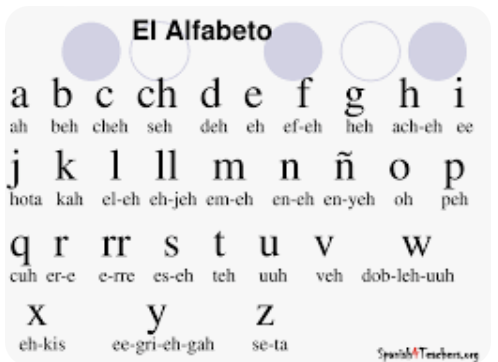 El Alfabeto
a b c ch d e f g h i
ah beh cheh seh deh eh ef-eh heh ach-eh ee
j k l ll m n ñ o p
hota kah el-eh eh-jeh em-eh en-eh en-yeh oh peh
q r rr s t u v w
cuh er-e e-rre es-eh teh uuh veh dob-leh-uuh
x y z
eh-kis ee-gri-eh-gah se-ta
Spanish4Teachers.org